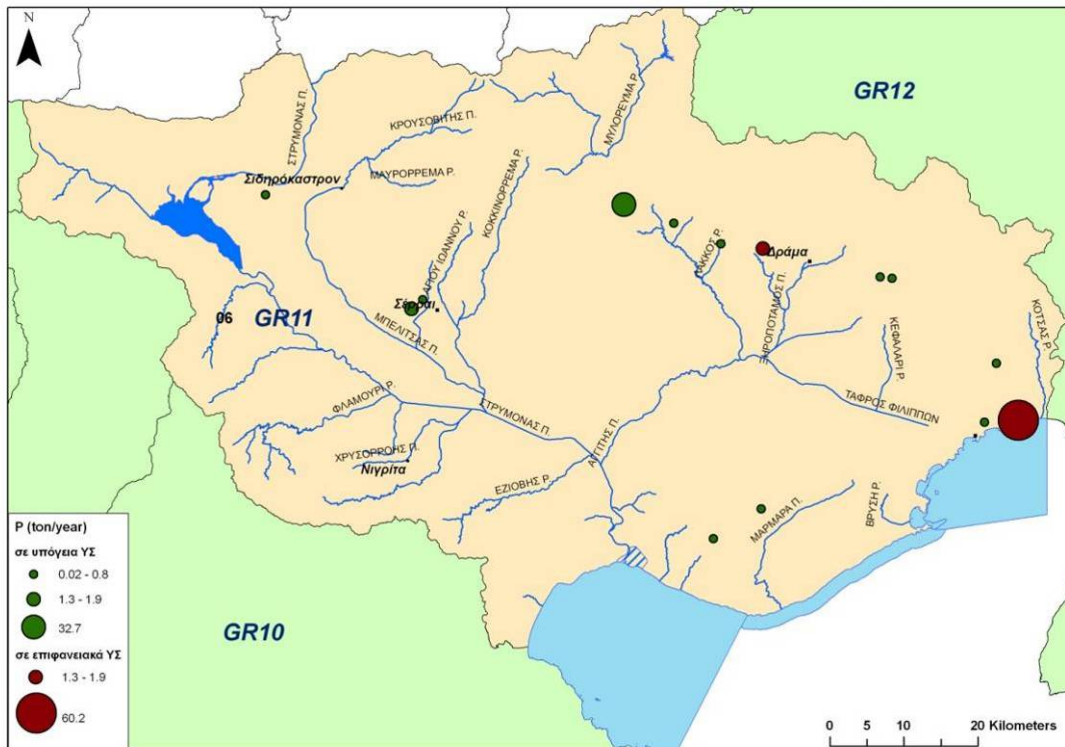 N
GR12
ΣΤΡΥΜΟΝΑΣ Π.
ΚΡΟΥΣΟΒΙΤΗΣ Π.
ΜΥΛΟΡΕΥΜΑ Ρ.
Σιδηρόκαστρον
ΜΑΥΡΟΡΡΕΜΑ Ρ.
ΚΟΚΚΙΝΟΡΡΕΜΑ Ρ.
ΑΓΙΟΥ ΙΩΑΝΝΟΥ Ρ.
ΛΑΚΚΟΣ Ρ.
Δράμα
ΞΗΡΟΠΟΤΑΜΟΣ Π.
ΚΕΦΑΛΑΡΙ Ρ.
ΚΟΤΣΑΣ Ρ.
Σέρραι
06
GR11
ΜΠΕΛΙΤΣΑΣ Π.
ΦΛΑΜΟΥΡΙ Ρ.
ΣΤΡΥΜΟΝΑΣ Π.
ΤΑΦΡΟΣ ΦΙΛΙΠΠΩΝ
ΑΓΓΙΤΗΣ Π.
ΧΡΥΣΟΡΡΟΗΣ Π.
Νιγρίτα
ΕΖΙΟΒΗΣ Ρ.
ΜΑΡΜΑΡΑ Π.
ΒΡΥΣΗ Ρ.
GR10
P (ton/year)
σε υπόγεια ΥΣ
0.02 - 0.8
1.3 - 1.9
32.7
σε επιφανειακά ΥΣ
1.3 - 1.9
60.2
0 5 10 20 Kilometers